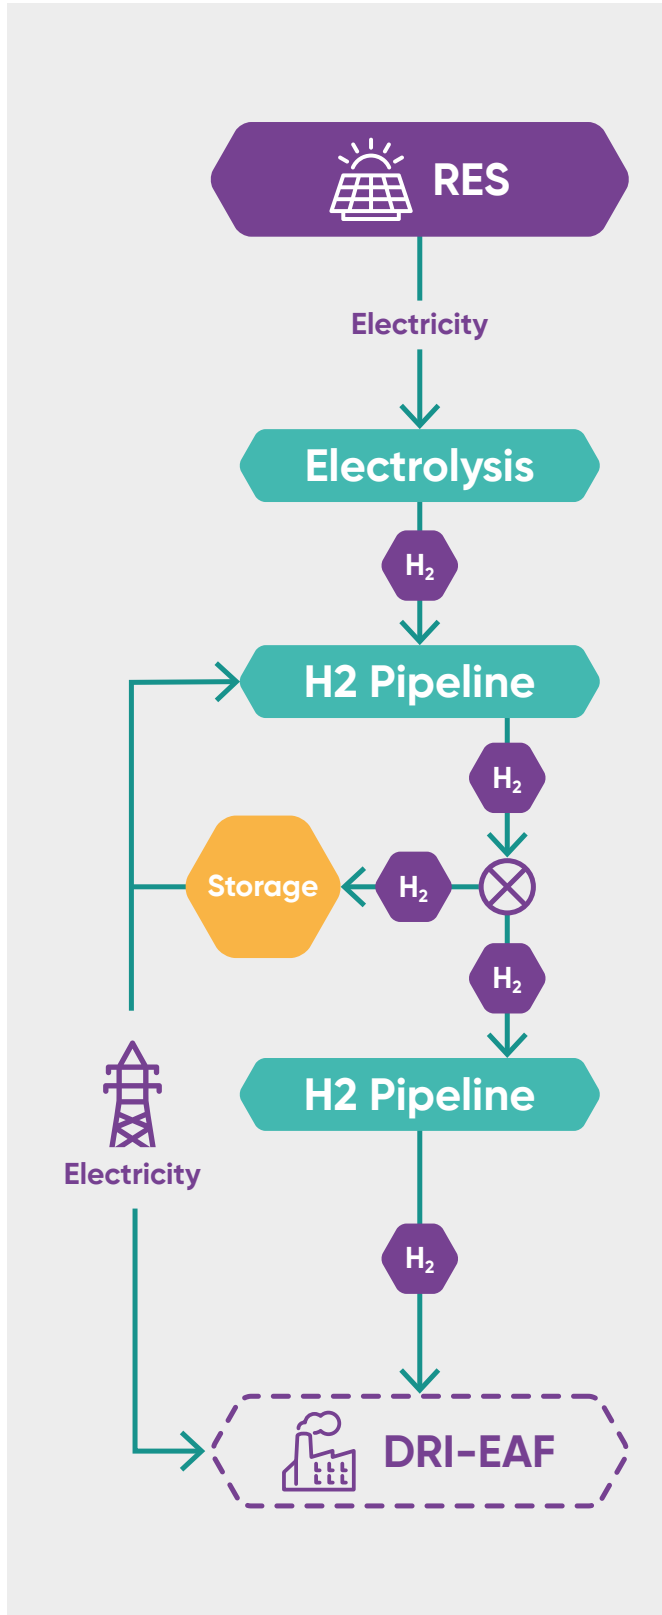 RES
Electricity
Electrolysis
H₂
H2 Pipeline
H₂
Storage
H₂
H₂
H2 Pipeline
Electricity
H₂
DRI-EAF